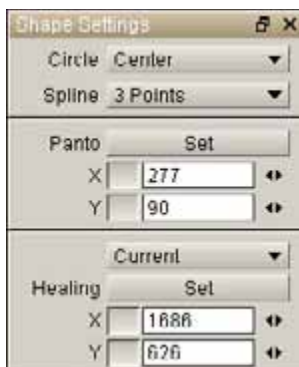 Shape Settings
Circle Center
Spline 3 Points
Panto Set
X 277
Y 90
Current
Healing Set
X 1686
Y 626